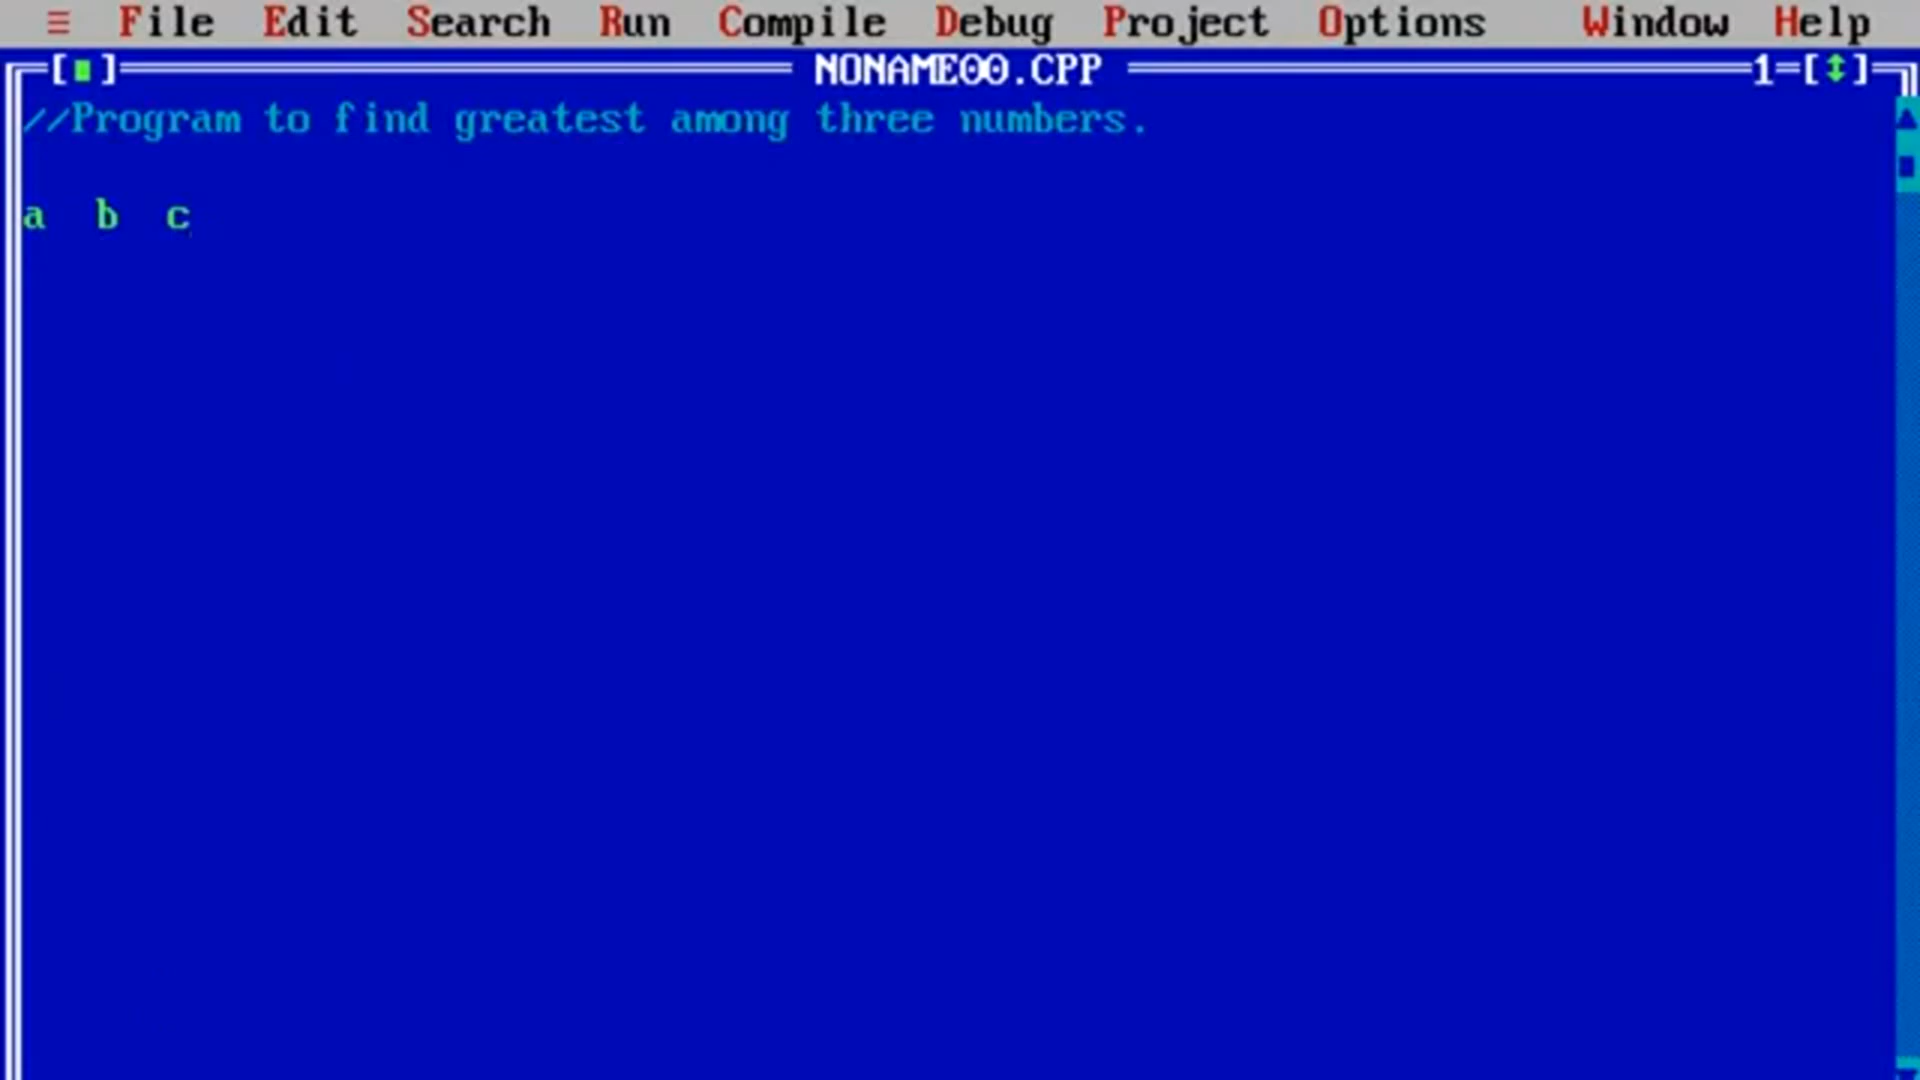 ≡ File Edit Search Run Compile Debug Project Options Window Help
[■] NONAME00.CPP 1=[↕]
//Program to find greatest among three numbers.
a b c